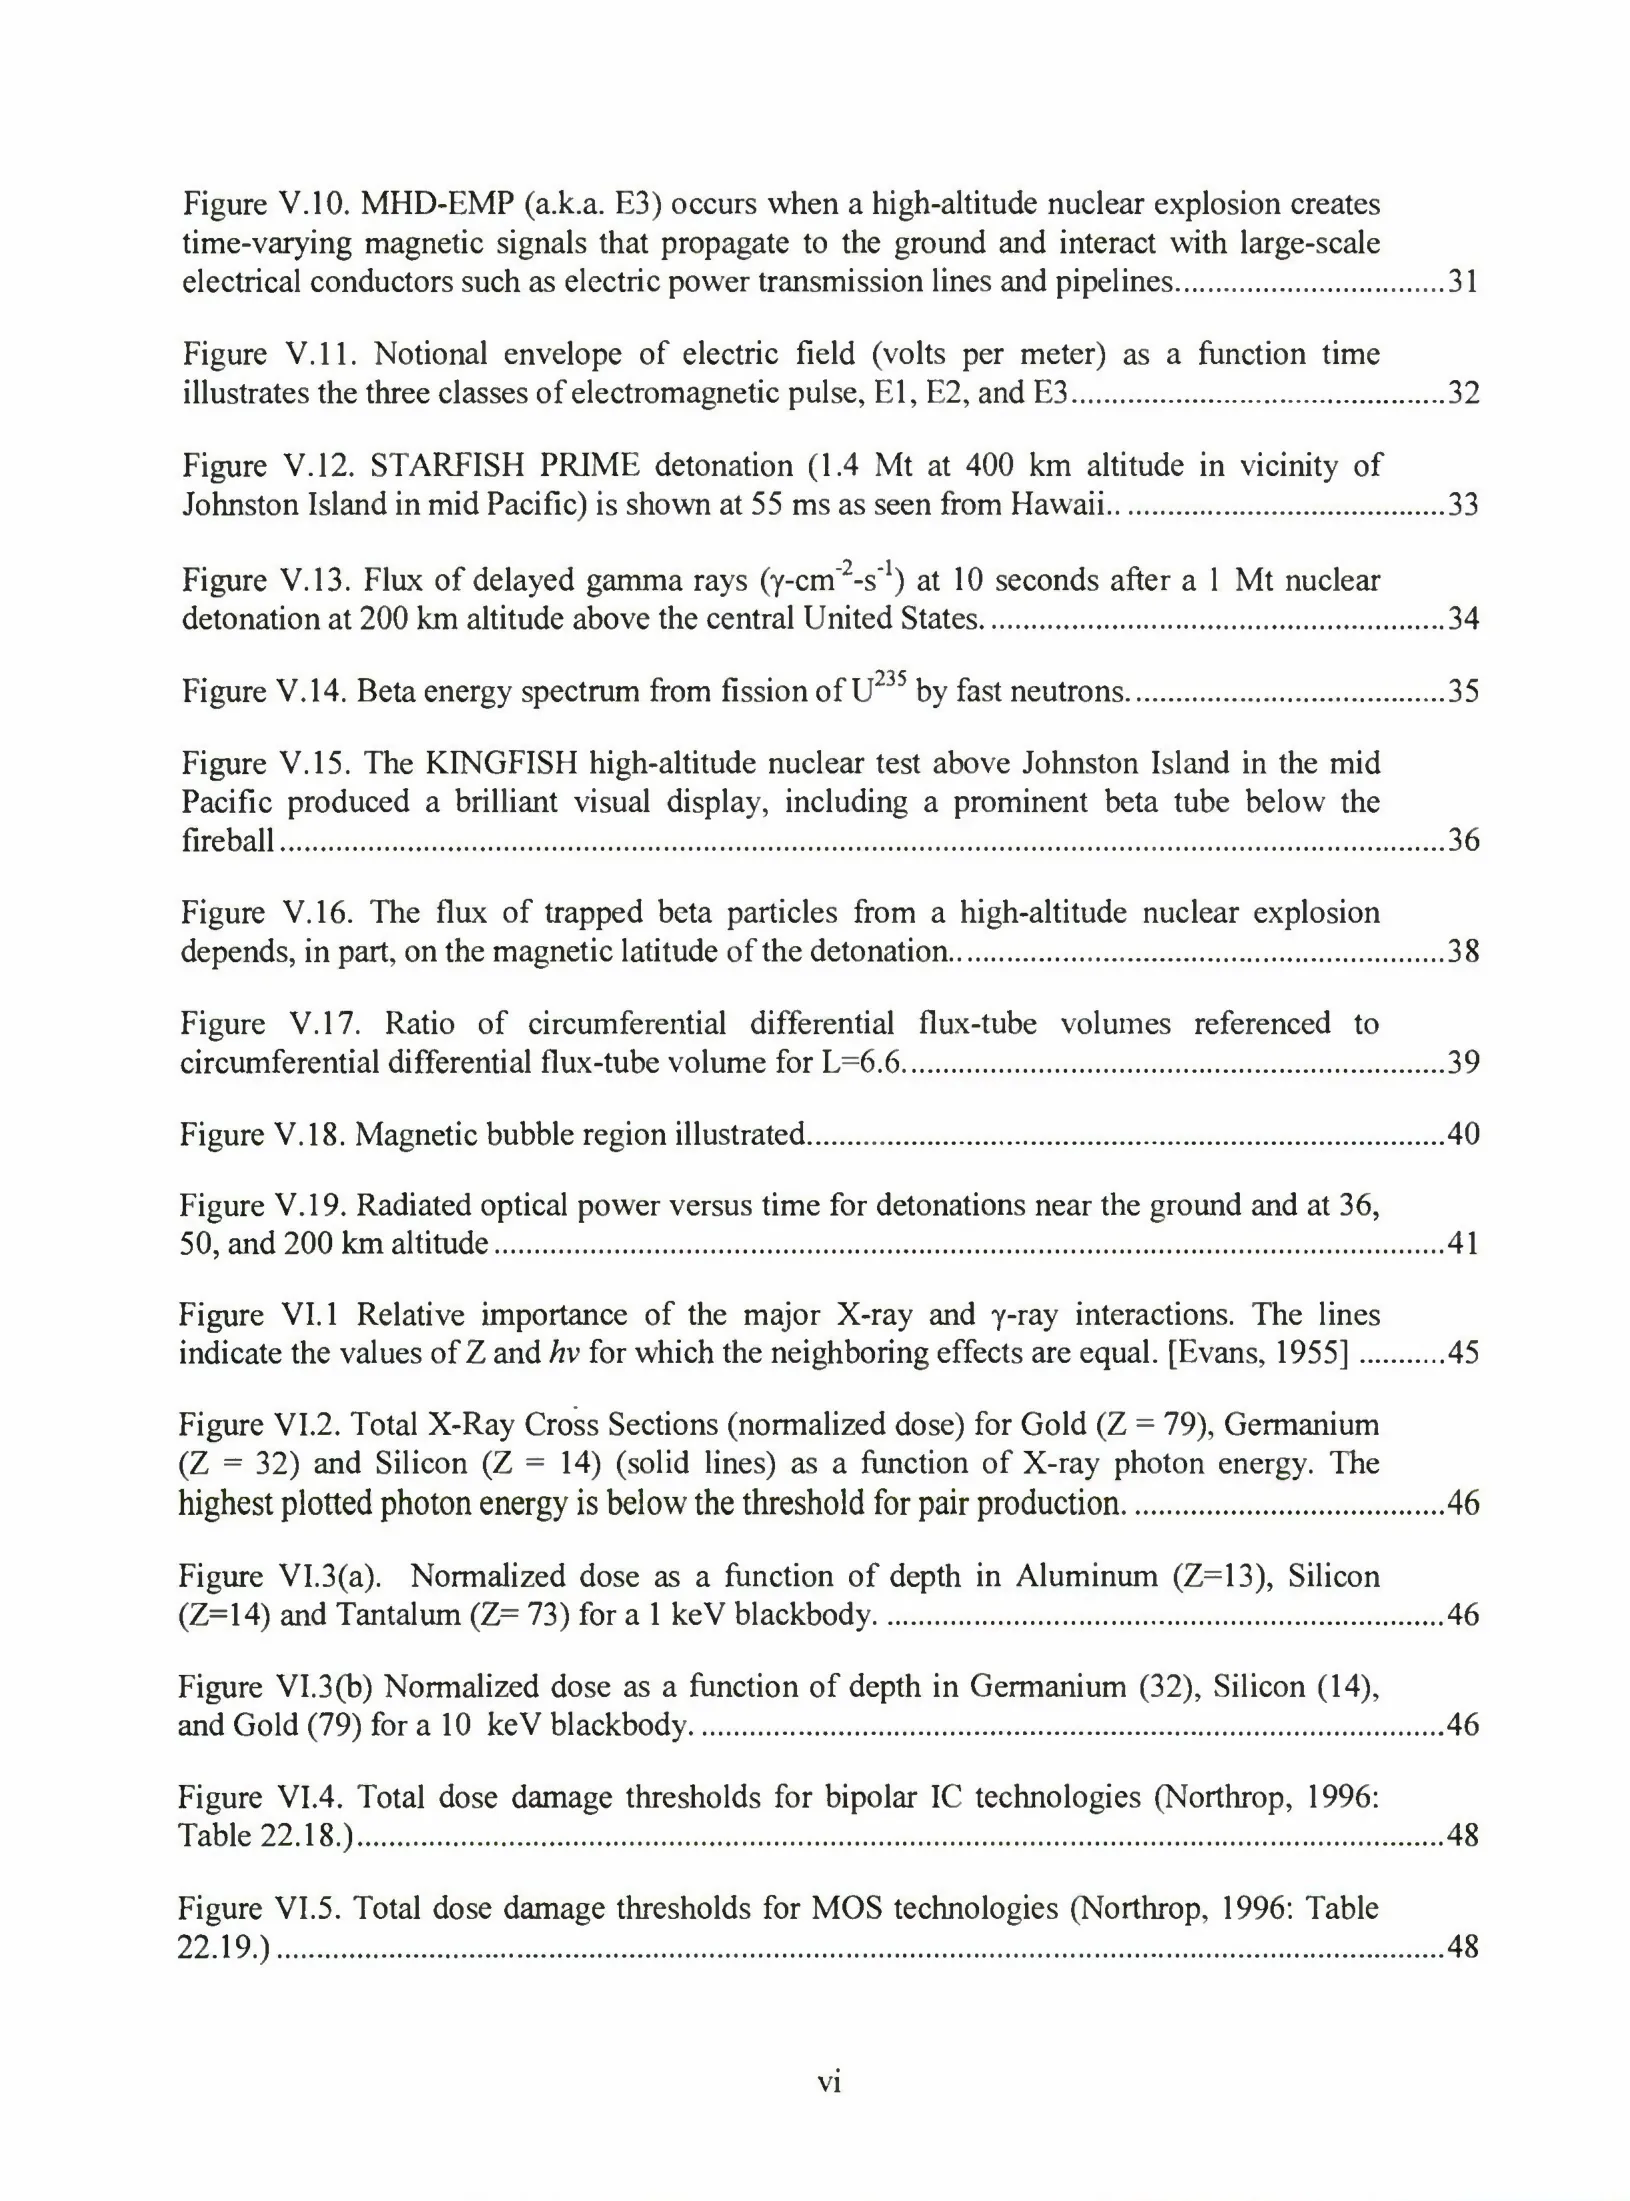 Figure V.10. MHD-EMP (a.k.a. E3) occurs when a high-altitude nuclear explosion creates
time-varying magnetic signals that propagate to the ground and interact with large-scale
electrical conductors such as electric power transmission lines and pipelines.................................31
Figure V.11. Notional envelope of electric field (volts per meter) as a function time
illustrates the three classes of electromagnetic pulse, E1, E2, and E3..............................................32
Figure V.12. STARFISH PRIME detonation (1.4 Mt at 400 km altitude in vicinity of
Johnston Island in mid Pacific) is shown at 55 ms as seen from Hawaii.. .......................................33
Figure V.13. Flux of delayed gamma rays (γ-cm⁻²-s⁻¹) at 10 seconds after a 1 Mt nuclear
detonation at 200 km altitude above the central United States. ........................................................34
Figure V.14. Beta energy spectrum from fission of U²³⁵ by fast neutrons. ......................................35
Figure V.15. The KINGFISH high-altitude nuclear test above Johnston Island in the mid
Pacific produced a brilliant visual display, including a prominent beta tube below the
fireball ................................................................................................................................................36
Figure V.16. The flux of trapped beta particles from a high-altitude nuclear explosion
depends, in part, on the magnetic latitude of the detonation.. ...........................................................38
Figure V.17. Ratio of circumferential differential flux-tube volumes referenced to
circumferential differential flux-tube volume for L=6.6...................................................................39
Figure V.18. Magnetic bubble region illustrated...............................................................................40
Figure V.19. Radiated optical power versus time for detonations near the ground and at 36,
50, and 200 km altitude .....................................................................................................................41
Figure VI.1 Relative importance of the major X-ray and γ-ray interactions. The lines
indicate the values of Z and hν for which the neighboring effects are equal. [Evans, 1955] ...........45
Figure VI.2. Total X-Ray Cross Sections (normalized dose) for Gold (Z = 79), Germanium
(Z = 32) and Silicon (Z = 14) (solid lines) as a function of X-ray photon energy. The
highest plotted photon energy is below the threshold for pair production. ......................................46
Figure VI.3(a). Normalized dose as a function of depth in Aluminum (Z=13), Silicon
(Z=14) and Tantalum (Z= 73) for a 1 keV blackbody. .....................................................................46
Figure VI.3(b) Normalized dose as a function of depth in Germanium (32), Silicon (14),
and Gold (79) for a 10 keV blackbody. ............................................................................................46
Figure VI.4. Total dose damage thresholds for bipolar IC technologies (Northrop, 1996:
Table 22.18.)......................................................................................................................................48
Figure VI.5. Total dose damage thresholds for MOS technologies (Northrop, 1996: Table
22.19.) ................................................................................................................................................48
vi